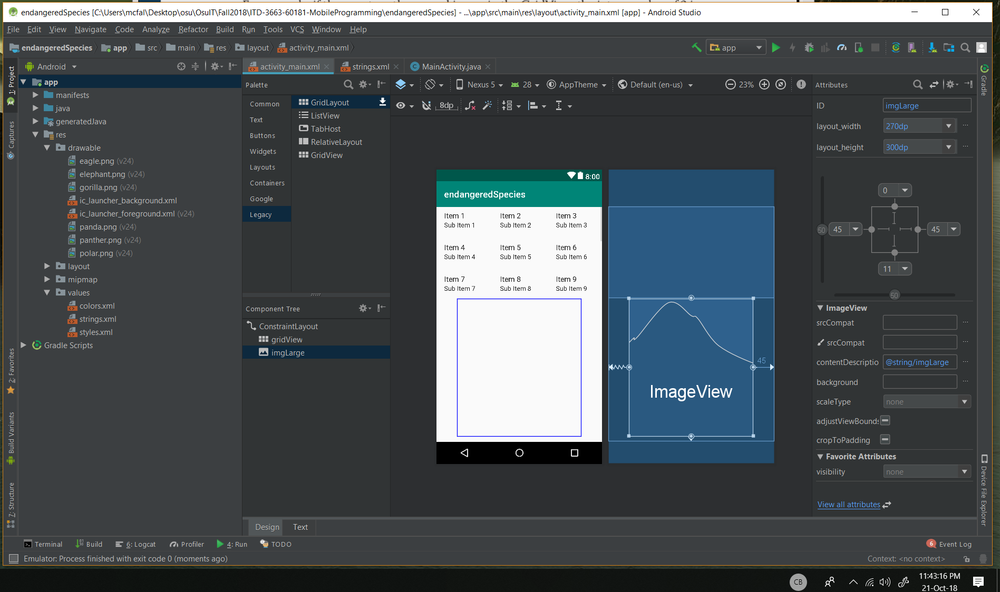 endangeredSpecies [C:\Users\mcfal\Desktop\osu\OsuIT\Fall2018\ITD-3663-60181-MobileProgramming\endangeredSpecies] - ...\app\src\main\res\layout\activity_main.xml [app] - Android Studio
File Edit View Navigate Code Analyze Refactor Build Run Tools VCS Window Help
endangeredSpecies app src main res layout activity_main.xml
app
Android
activity_main.xml strings.xml MainActivity.java
1: Project
Captures
2: Favorites
Build Variants
7: Structure
app
manifests
java
generatedJava
res
drawable
eagle.png (v24)
elephant.png (v24)
gorilla.png (v24)
ic_launcher_background.xml
ic_launcher_foreground.xml (v24)
panda.png (v24)
panther.png (v24)
polar.png (v24)
layout
mipmap
values
colors.xml
strings.xml
styles.xml
Gradle Scripts
Palette
Common
Text
Buttons
Widgets
Layouts
Containers
Google
Legacy
GridLayout
ListView
TabHost
RelativeLayout
GridView
Component Tree
ConstraintLayout
gridView
imgLarge
Nexus 5 28 AppTheme Default (en-us) 23%
8dp
8:00
endangeredSpecies
Item 1 Item 2 Item 3
Sub Item 1 Sub Item 2 Sub Item 3
Item 4 Item 5 Item 6
Sub Item 4 Sub Item 5 Sub Item 6
Item 7 Item 8 Item 9
Sub Item 7 Sub Item 8 Sub Item 9
45
ImageView
Attributes
ID imgLarge
layout_width 270dp
layout_height 300dp
0
50 45 45
11
50
ImageView
srcCompat
srcCompat
contentDescriptio @string/imgLarge
background
scaleType none
adjustViewBounds
cropToPadding
Favorite Attributes
visibility none
View all attributes
Gradle
Device File Explorer
Design Text
Terminal Build 6: Logcat Profiler 4: Run TODO
6 Event Log
Emulator: Process finished with exit code 0 (moments ago)
Context: <no context>
CB
11:43:16 PM
21-Oct-18